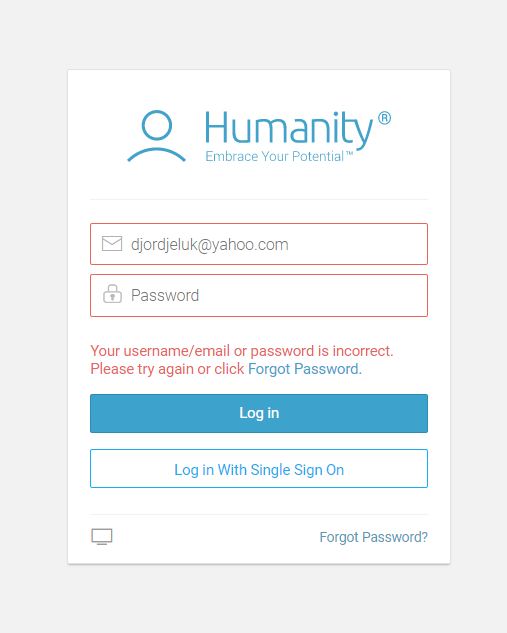 Humanity®
Embrace Your Potential™
djordjeluk@yahoo.com
Password
Your username/email or password is incorrect.
Please try again or click Forgot Password.
Log in
Log in With Single Sign On
Forgot Password?